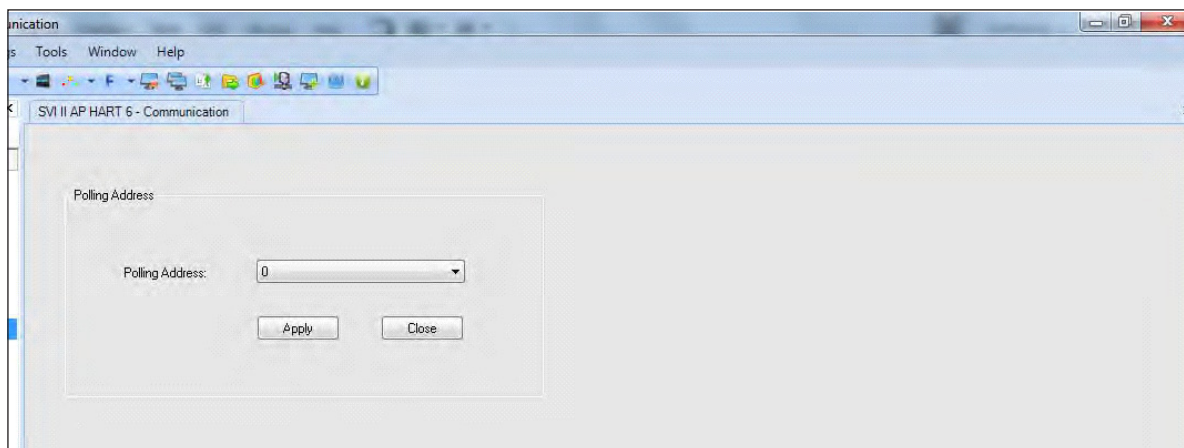 unication
s Tools Window Help
F
SVI II AP HART 6 - Communication
Polling Address
Polling Address: 0
Apply Close